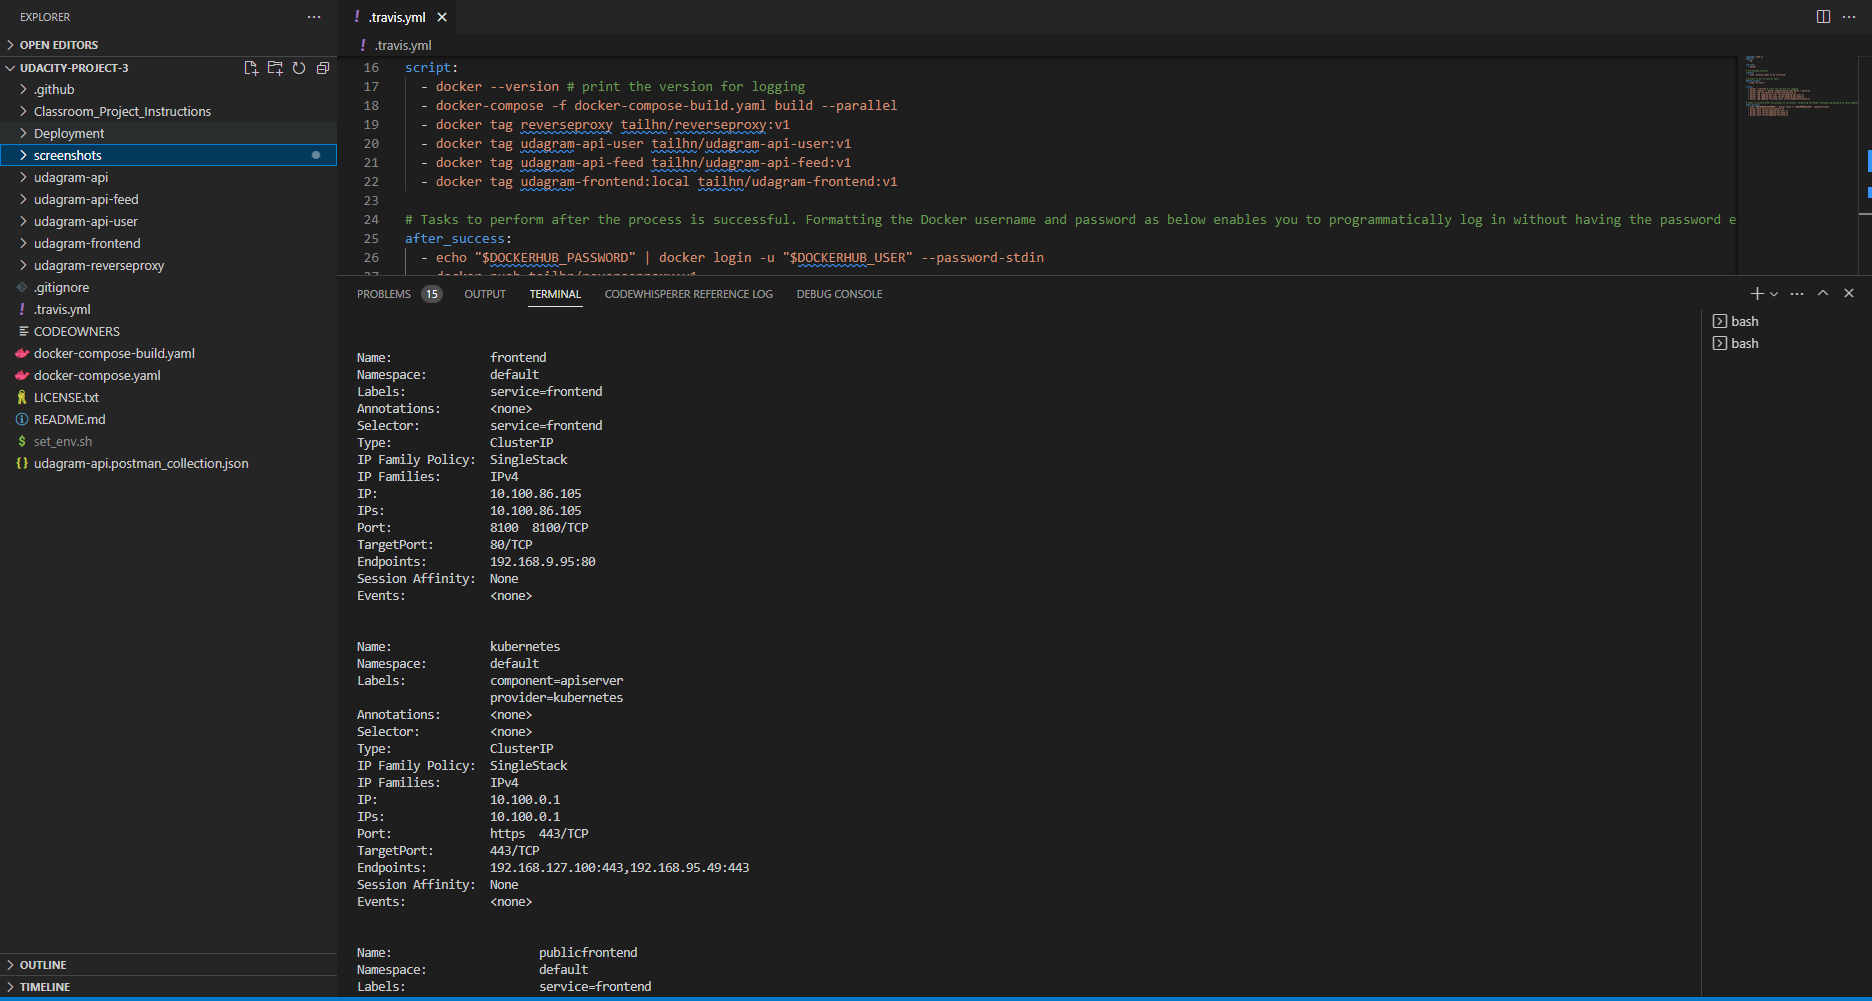 EXPLORER
OPEN EDITORS
UDACITY-PROJECT-3
.github
Classroom_Project_Instructions
Deployment
screenshots
udagram-api
udagram-api-feed
udagram-api-user
udagram-frontend
udagram-reverseproxy
.gitignore
.travis.yml
CODEOWNERS
docker-compose-build.yaml
docker-compose.yaml
LICENSE.txt
README.md
set_env.sh
udagram-api.postman_collection.json
OUTLINE
TIMELINE
.travis.yml
.travis.yml
16 script:
17 - docker --version # print the version for logging
18 - docker-compose -f docker-compose-build.yaml build --parallel
19 - docker tag reverseproxy tailhn/reverseproxy:v1
20 - docker tag udagram-api-user tailhn/udagram-api-user:v1
21 - docker tag udagram-api-feed tailhn/udagram-api-feed:v1
22 - docker tag udagram-frontend:local tailhn/udagram-frontend:v1
23
24 # Tasks to perform after the process is successful. Formatting the Docker username and password as below enables you to programmatically log in without having the password e
25 after_success:
26 - echo "$DOCKERHUB_PASSWORD" | docker login -u "$DOCKERHUB_USER" --password-stdin
27 - docker push tailhn/reverseproxy:v1
PROBLEMS 15 OUTPUT TERMINAL CODEWHISPERER REFERENCE LOG DEBUG CONSOLE
Name: frontend
Namespace: default
Labels: service=frontend
Annotations: <none>
Selector: service=frontend
Type: ClusterIP
IP Family Policy: SingleStack
IP Families: IPv4
IP: 10.100.86.105
IPs: 10.100.86.105
Port: 8100 8100/TCP
TargetPort: 80/TCP
Endpoints: 192.168.9.95:80
Session Affinity: None
Events: <none>
Name: kubernetes
Namespace: default
Labels: component=apiserver
provider=kubernetes
Annotations: <none>
Selector: <none>
Type: ClusterIP
IP Family Policy: SingleStack
IP Families: IPv4
IP: 10.100.0.1
IPs: 10.100.0.1
Port: https 443/TCP
TargetPort: 443/TCP
Endpoints: 192.168.127.100:443,192.168.95.49:443
Session Affinity: None
Events: <none>
Name: publicfrontend
Namespace: default
Labels: service=frontend
bash
bash